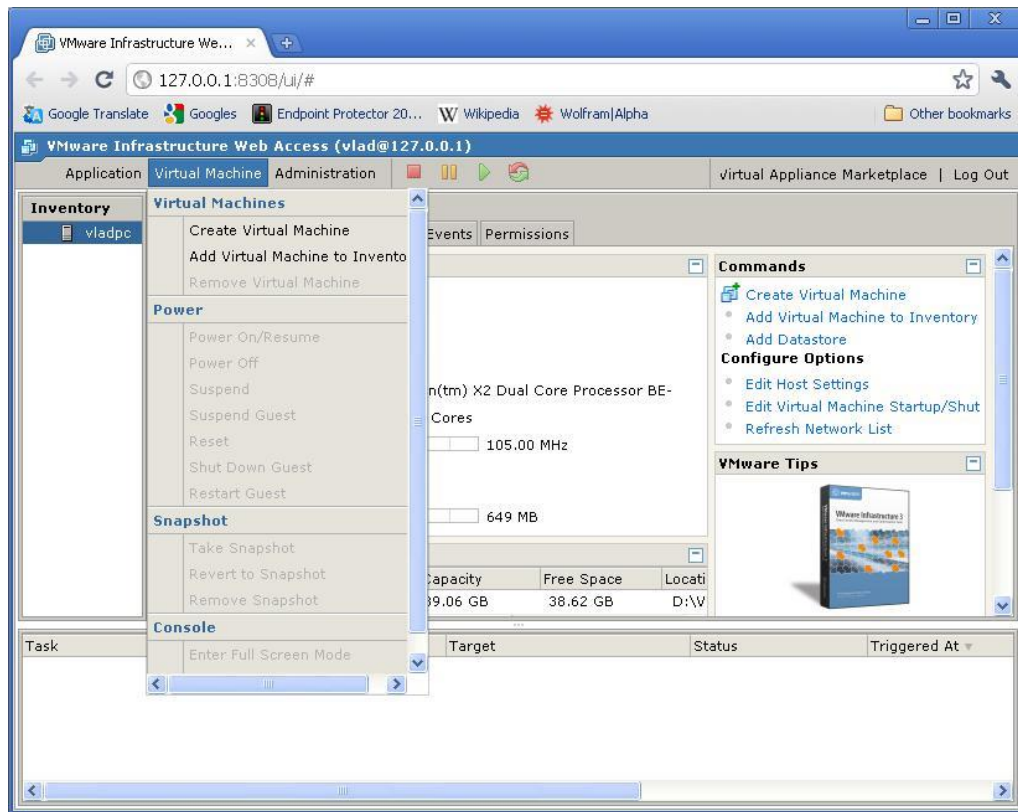 VMware Infrastructure We...
127.0.0.1:8308/ui/#
Google Translate Googles Endpoint Protector 20... Wikipedia Wolfram|Alpha Other bookmarks
VMware Infrastructure Web Access (vlad@127.0.0.1)
Application Virtual Machine Administration Virtual Appliance Marketplace | Log Out
Inventory
vladpc
Virtual Machines
Create Virtual Machine
Add Virtual Machine to Invento
Remove Virtual Machine
Power
Power On/Resume
Power Off
Suspend
Suspend Guest
Reset
Shut Down Guest
Restart Guest
Snapshot
Take Snapshot
Revert to Snapshot
Remove Snapshot
Console
Enter Full Screen Mode
Events Permissions
n(tm) X2 Dual Core Processor BE-
Cores
105.00 MHz
649 MB
Capacity Free Space Locati
39.06 GB 38.62 GB D:\V
Commands
Create Virtual Machine
Add Virtual Machine to Inventory
Add Datastore
Configure Options
Edit Host Settings
Edit Virtual Machine Startup/Shut
Refresh Network List
VMware Tips
VMware Infrastructure 3
Task Target Status Triggered At